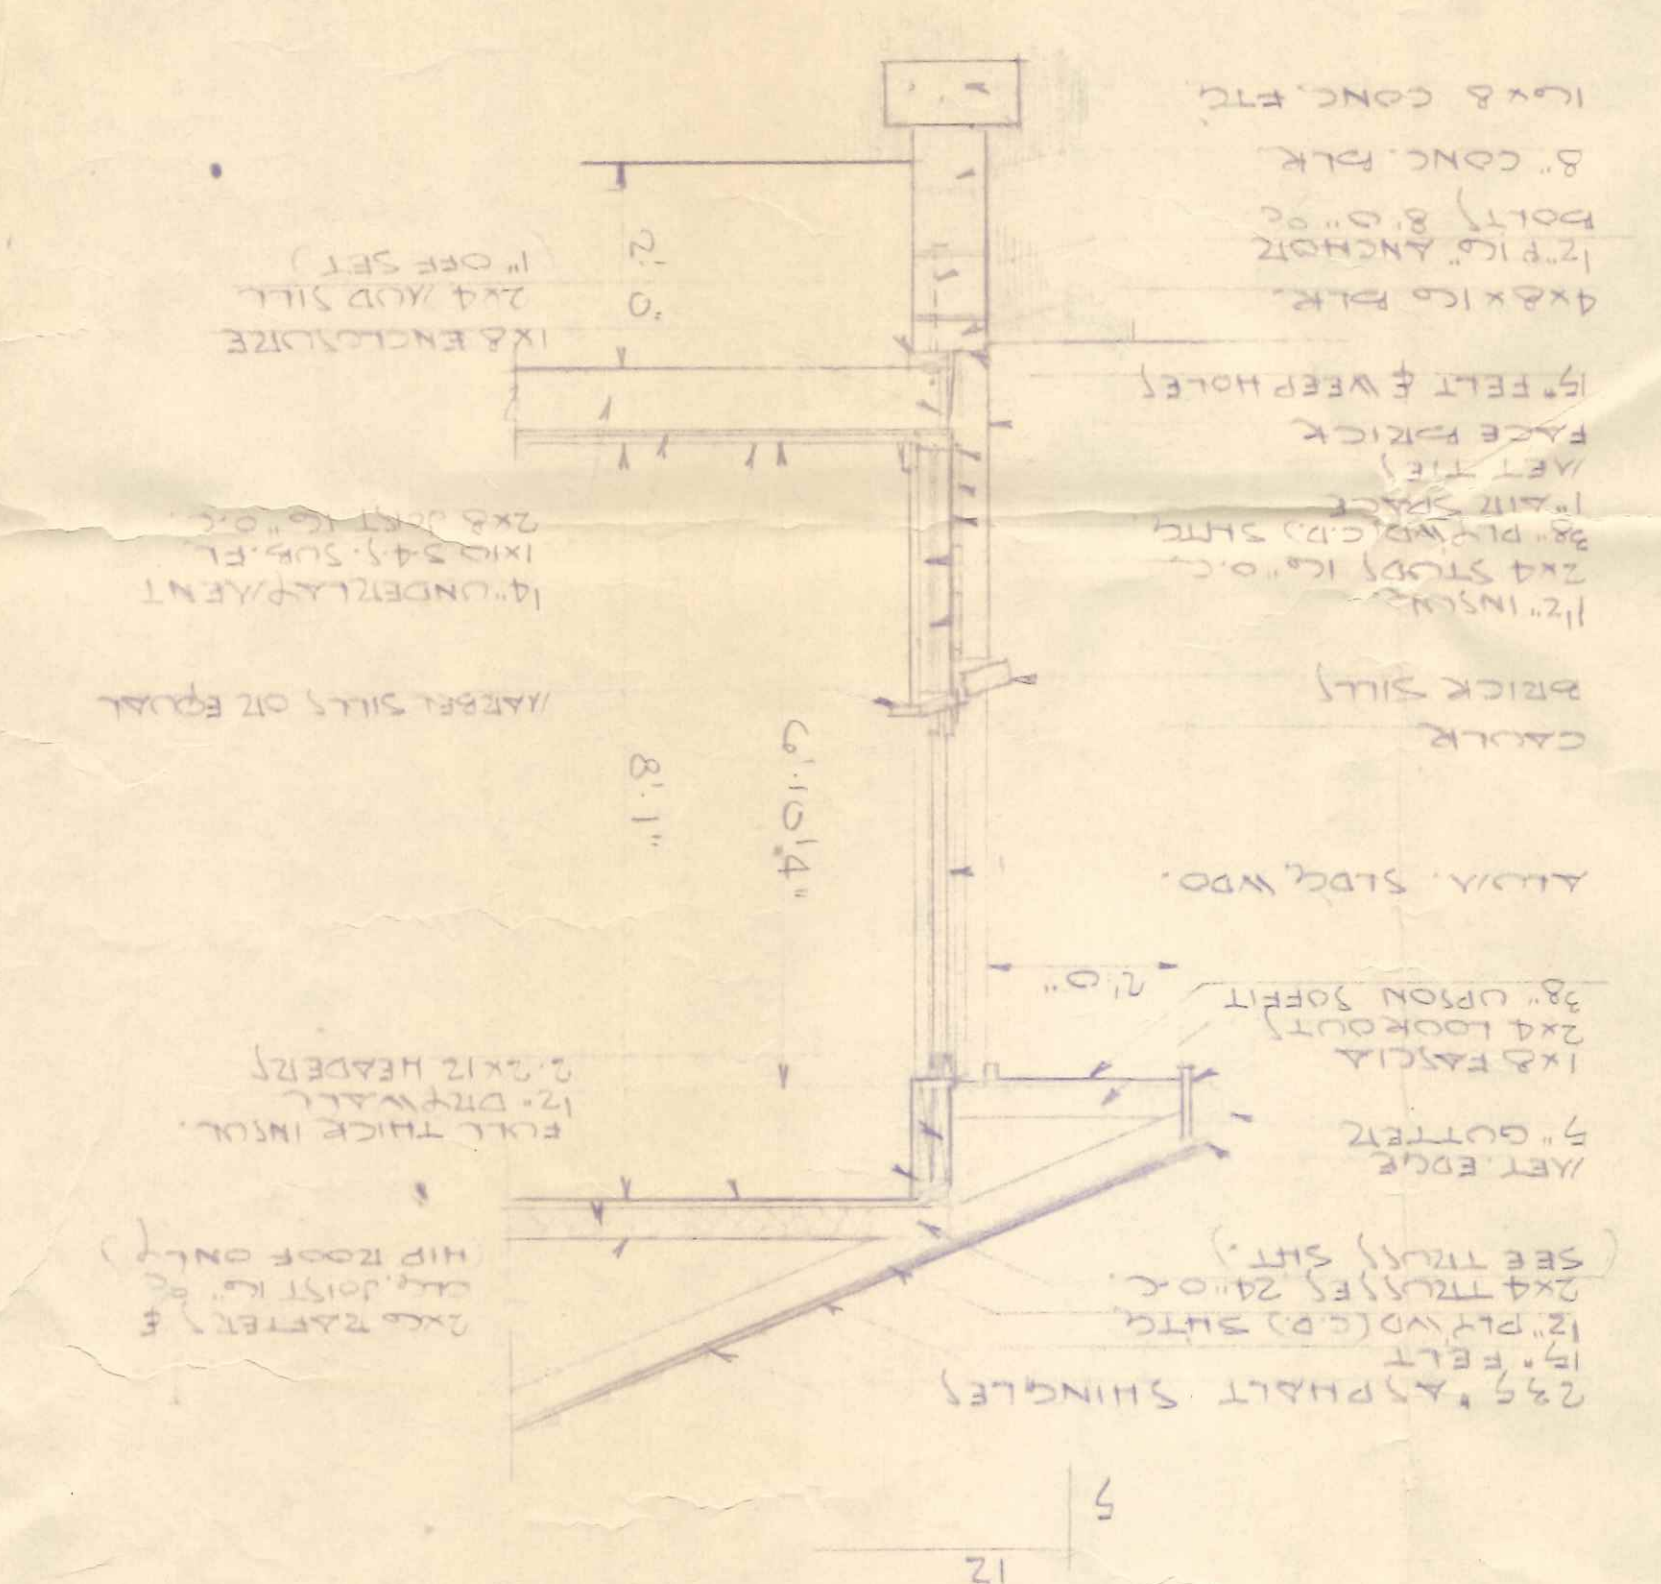 12
5
235# ASPHALT SHINGLES
15# FELT
1/2" PLYWD (C.D.) SHTG
2x4 TRUSSES 24" O.C.
(SEE TRUSS SHT.)
MET. EDGE
5" GUTTER
1x8 FASCIA
2x4 LOOKOUTS
3/8" UPSON SOFFIT
2'.0"
ALUM. SLDG. WDO.
CAULK
BRICK SILLS
1 1/2" INSUL
2x4 STUDS 16" O.C.
3/8" PLYWD (C.D.) SHTG.
1" AIR SPACE
MET TIES
FACE BRICK
15# FELT & WEEP HOLES
4x8x16 BLK.
1/2" x 16" ANCHOR
BOLTS 8'.0" OC
8" CONC. BLK
16x8 CONC. FTG.
2x6 RAFTERS &
CLG. JOIST 16" OC
(HIP ROOF ONLY)
FULL THICK INSUL.
1/2" DRYWALL
2-2x12 HEADERS
6'.10 1/4"
8'.1"
MARBEL SILLS OR EQUAL
1/4" UNDERLAYMENT
1x10 S-4-S. SUB. FL.
2x8 JOIST 16" O.C.
1x8 ENCLOSURE
2x4 MUD SILL
(1" OFF SET)
2'.0"